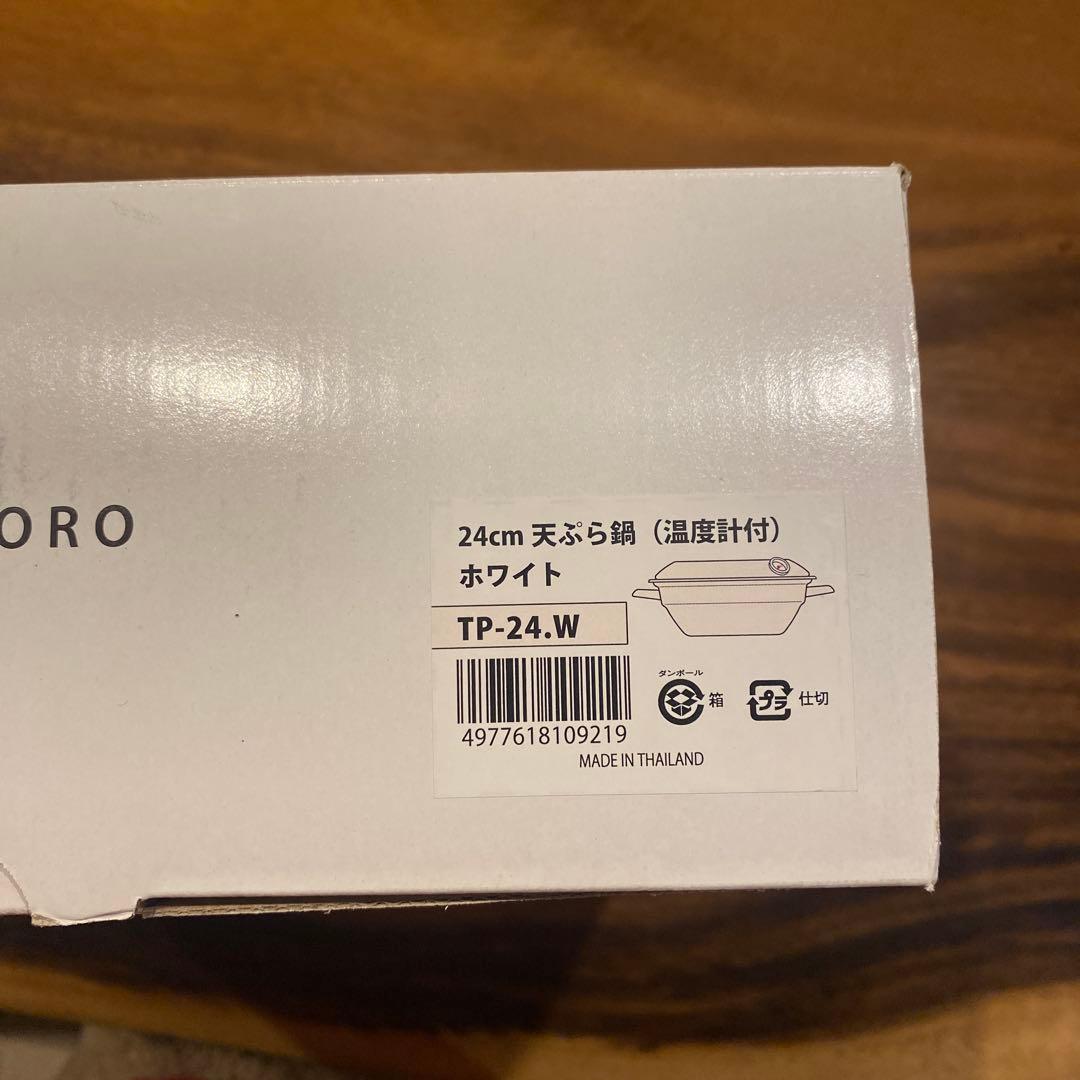 ORO
24cm 天ぷら鍋（温度計付）
ホワイト
TP-24.W
4977618109219
ダンボール
箱
プラ
仕切
MADE IN THAILAND